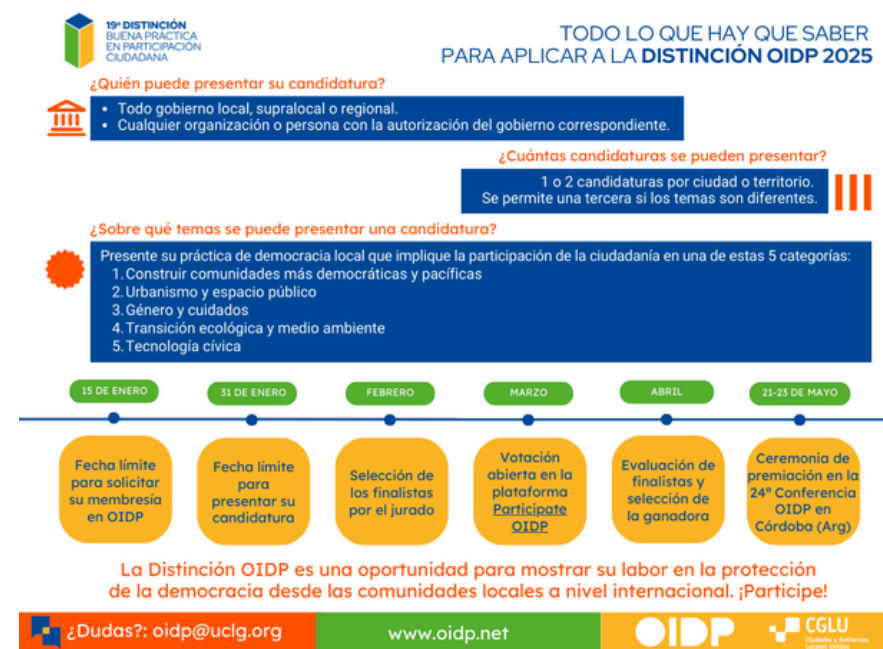 19ª DISTINCIÓN
BUENA PRÁCTICA
EN PARTICIPACIÓN
CIUDADANA
TODO LO QUE HAY QUE SABER
PARA APLICAR A LA DISTINCIÓN OIDP 2025
¿Quién puede presentar su candidatura?
• Todo gobierno local, supralocal o regional.
• Cualquier organización o persona con la autorización del gobierno correspondiente.
¿Cuántas candidaturas se pueden presentar?
1 o 2 candidaturas por ciudad o territorio.
Se permite una tercera si los temas son diferentes.
¿Sobre qué temas se puede presentar una candidatura?
Presente su práctica de democracia local que implique la participación de la ciudadanía en una de estas 5 categorías:
1. Construir comunidades más democráticas y pacíficas
2. Urbanismo y espacio público
3. Género y cuidados
4. Transición ecológica y medio ambiente
5. Tecnología cívica
15 DE ENERO
Fecha límite
para solicitar
su membresía
en OIDP
31 DE ENERO
Fecha límite
para
presentar su
candidatura
FEBRERO
Selección de
los finalistas
por el jurado
MARZO
Votación
abierta en la
plataforma
Participate
OIDP
ABRIL
Evaluación de
finalistas y
selección de
la ganadora
21-23 DE MAYO
Ceremonia de
premiación en la
24ª Conferencia
OIDP en
Córdoba (Arg)
La Distinción OIDP es una oportunidad para mostrar su labor en la protección
de la democracia desde las comunidades locales a nivel internacional. ¡Participe!
¿Dudas?: oidp@uclg.org
www.oidp.net
OIDP
CGLU
Ciudades y Gobiernos
Locales Unidos